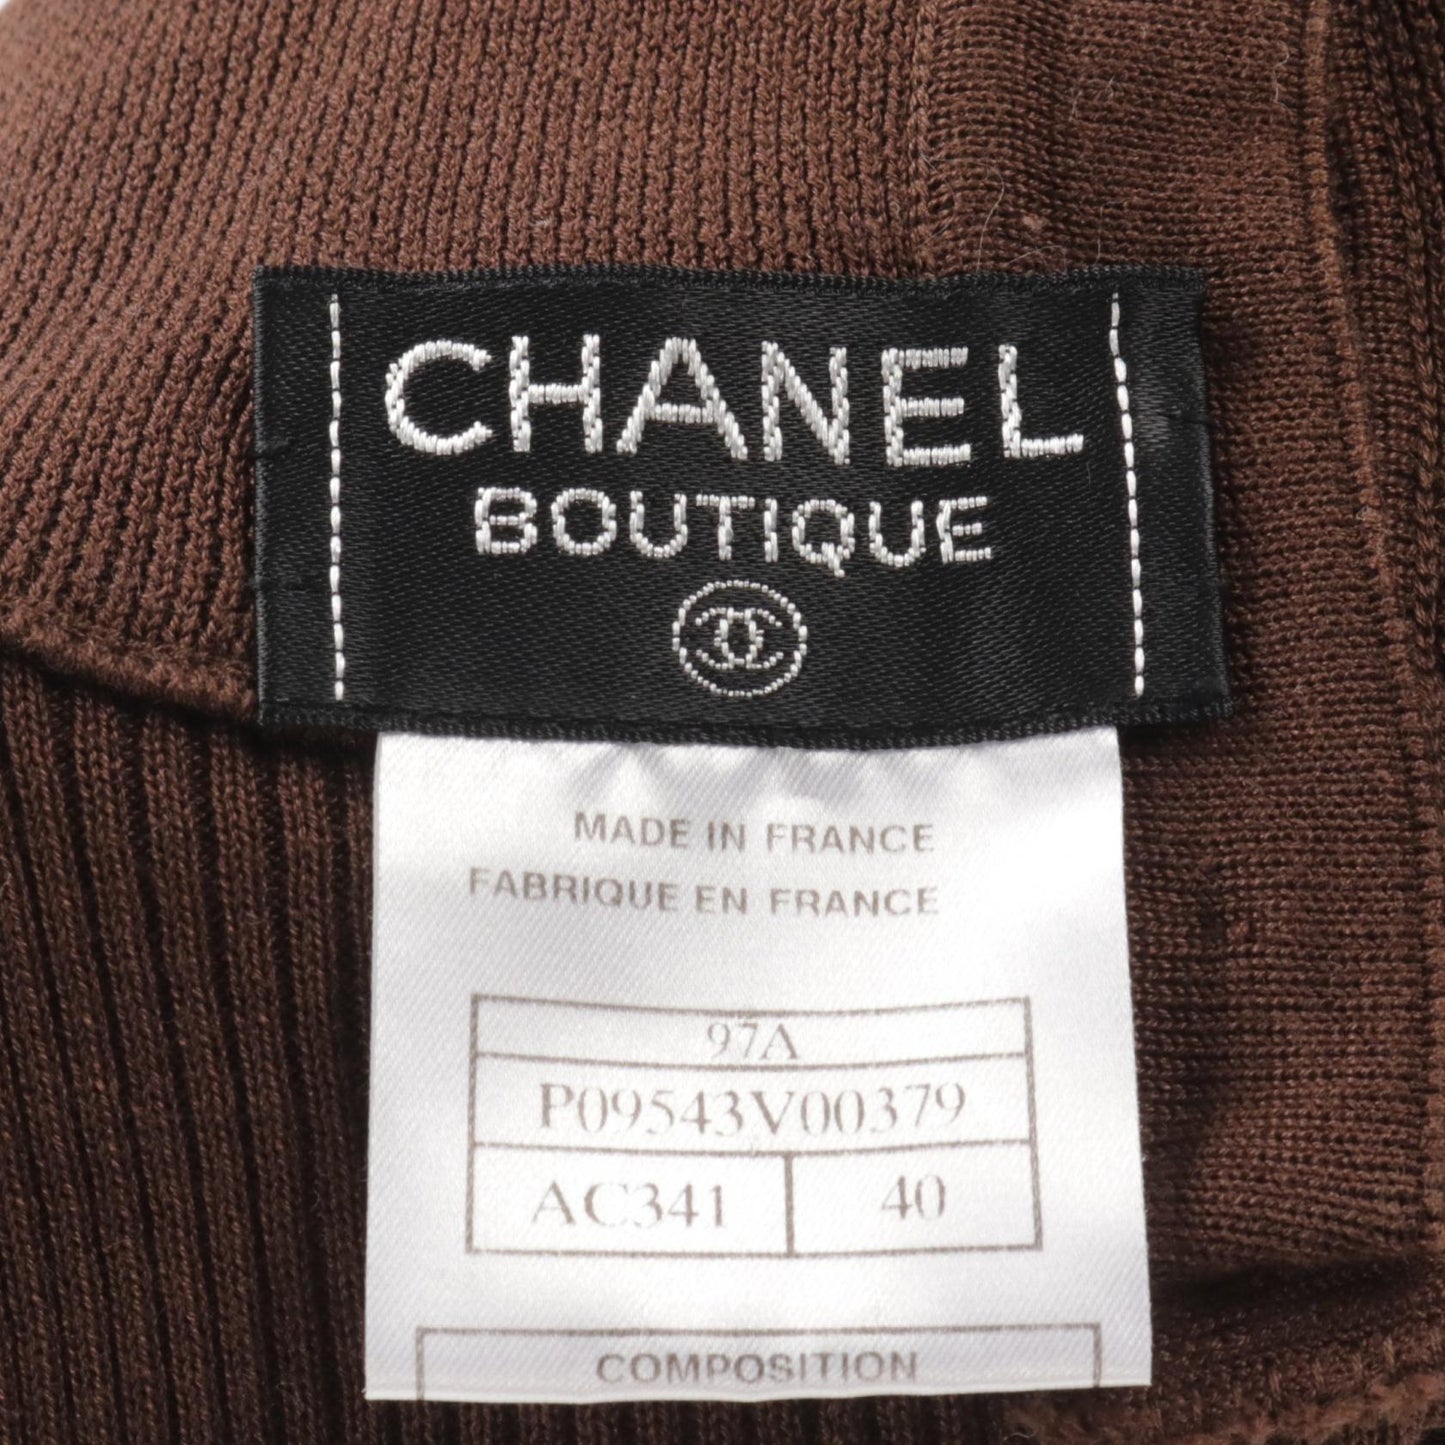 CHANEL
BOUTIQUE
MADE IN FRANCE
FABRIQUE EN FRANCE
97A
P09543V00379
AC341 40
COMPOSITION